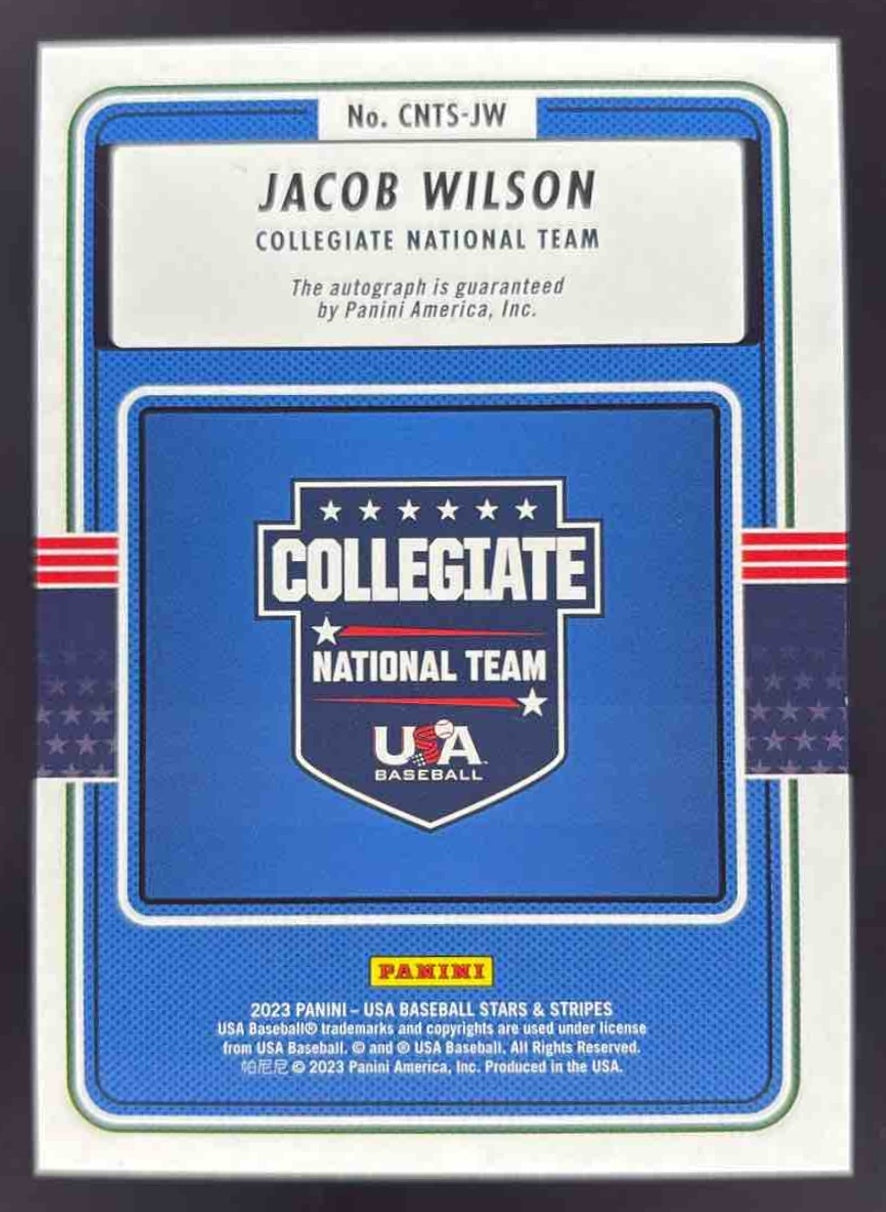 No. CNTS-JW
JACOB WILSON
COLLEGIATE NATIONAL TEAM
The autograph is guaranteed
by Panini America, Inc.
COLLEGIATE
NATIONAL TEAM
USA
BASEBALL
PANINI
2023 PANINI – USA BASEBALL STARS & STRIPES
USA Baseball® trademarks and copyrights are used under license
from USA Baseball. © and ® USA Baseball. All Rights Reserved.
帕尼尼 © 2023 Panini America, Inc. Produced in the USA.